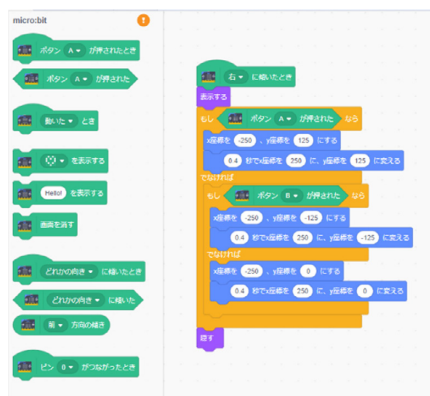 micro:bit
ボタン A が押されたとき
ボタン A が押された
動いた とき
を表示する
Hello! を表示する
画面を消す
どれかの向き に傾いたとき
どれかの向き に傾いた
前 方向の傾き
ピン 0 がつながったとき
右 に傾いたとき
表示する
もし ボタン A が押された なら
x座標を -250 、y座標を 125 にする
0.4 秒でx座標を 250 に、y座標を 125 に変える
でなければ
もし ボタン B が押された なら
x座標を -250 、y座標を -125 にする
0.4 秒でx座標を 250 に、y座標を -125 に変える
でなければ
x座標を -250 、y座標を 0 にする
0.4 秒でx座標を 250 に、y座標を 0 に変える
隠す